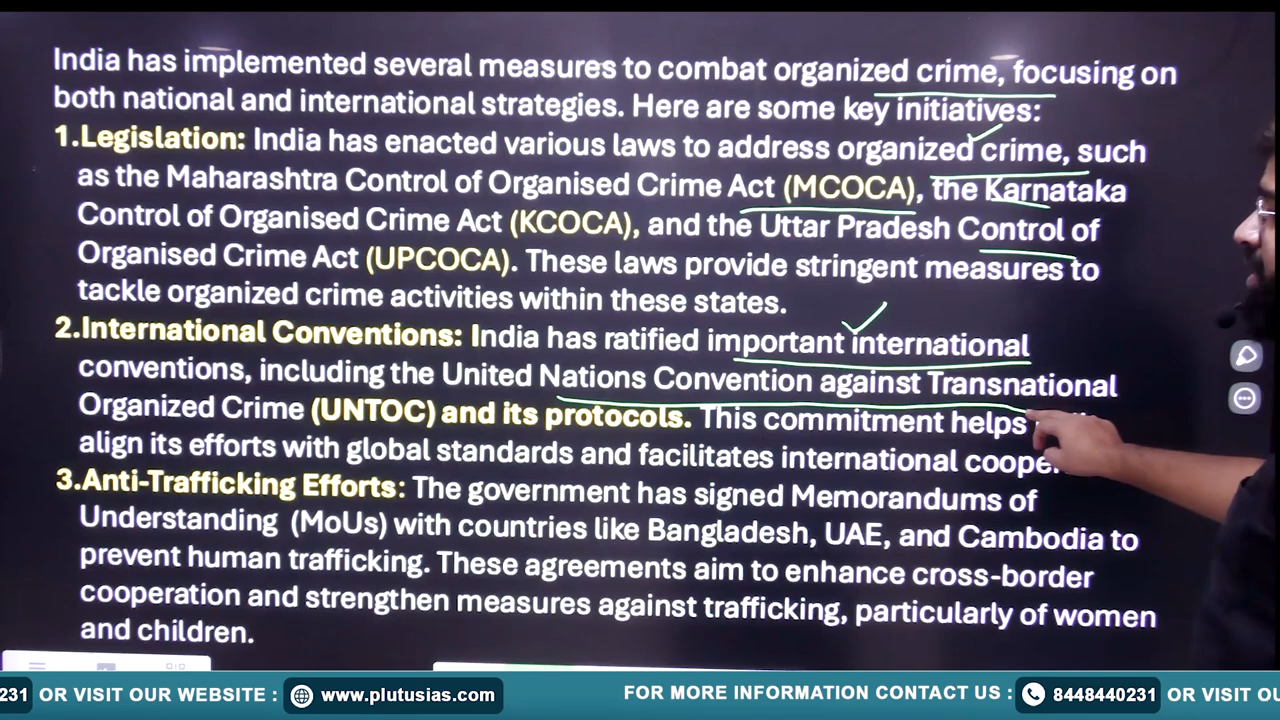 India has implemented several measures to combat organized crime, focusing on
both national and international strategies. Here are some key initiatives:
1.Legislation: India has enacted various laws to address organized crime, such
as the Maharashtra Control of Organised Crime Act (MCOCA), the Karnataka
Control of Organised Crime Act (KCOCA), and the Uttar Pradesh Control of
Organised Crime Act (UPCOCA). These laws provide stringent measures to
tackle organized crime activities within these states.
2.International Conventions: India has ratified important international
conventions, including the United Nations Convention against Transnational
Organized Crime (UNTOC) and its protocols. This commitment helps
align its efforts with global standards and facilitates international
3.Anti-Trafficking Efforts: The government has signed Memorandums of
Understanding (MoUs) with countries like Bangladesh, UAE, and Cambodia to
prevent human trafficking. These agreements aim to enhance cross-border
cooperation and strengthen measures against trafficking, particularly of women
and children.
231 OR VISIT OUR WEBSITE : www.plutusias.com FOR MORE INFORMATION CONTACT US : 8448440231 OR VISIT OU